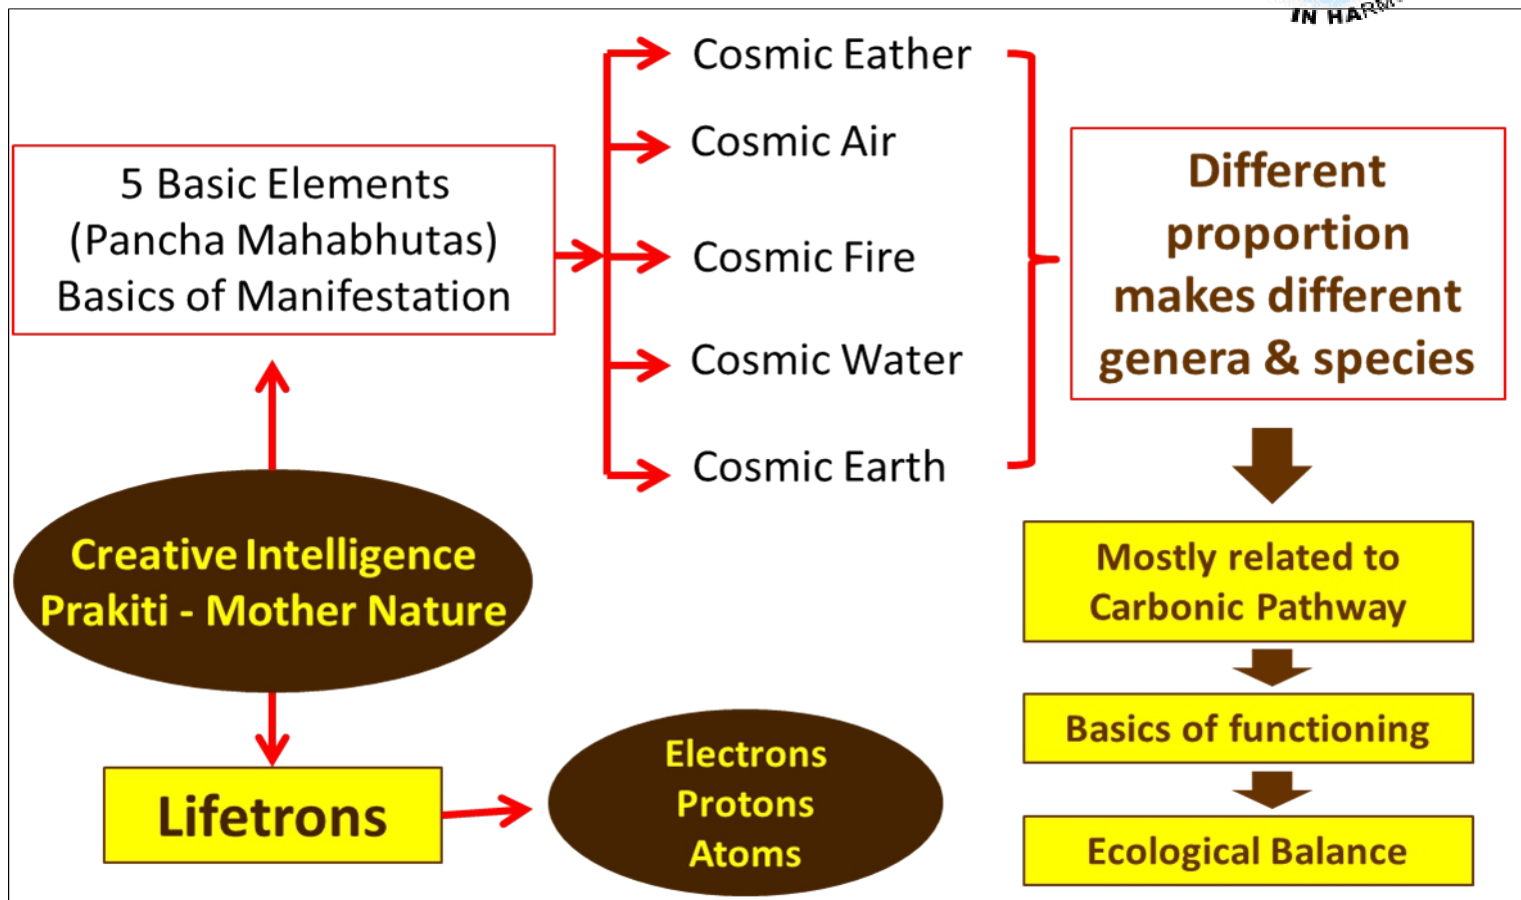 IN HARM
5 Basic Elements
(Pancha Mahabhutas)
Basics of Manifestation
Cosmic Eather
Cosmic Air
Cosmic Fire
Cosmic Water
Cosmic Earth
Different
proportion
makes different
genera & species
Creative Intelligence
Prakiti - Mother Nature
Lifetrons
Electrons
Protons
Atoms
Mostly related to
Carbonic Pathway
Basics of functioning
Ecological Balance